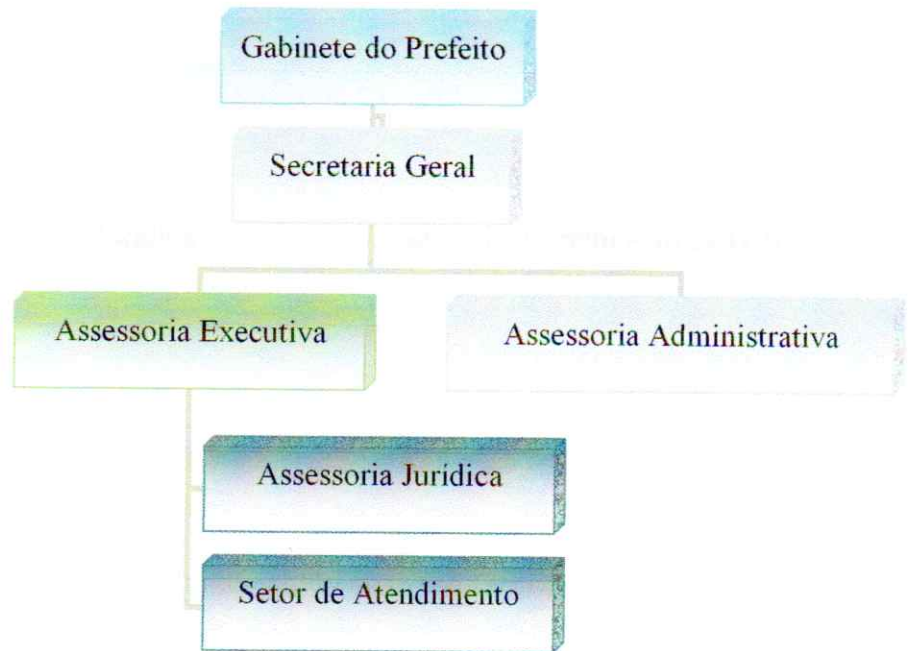 Gabinete do Prefeito
Secretaria Geral
Assessoria Executiva
Assessoria Administrativa
Assessoria Jurídica
Setor de Atendimento